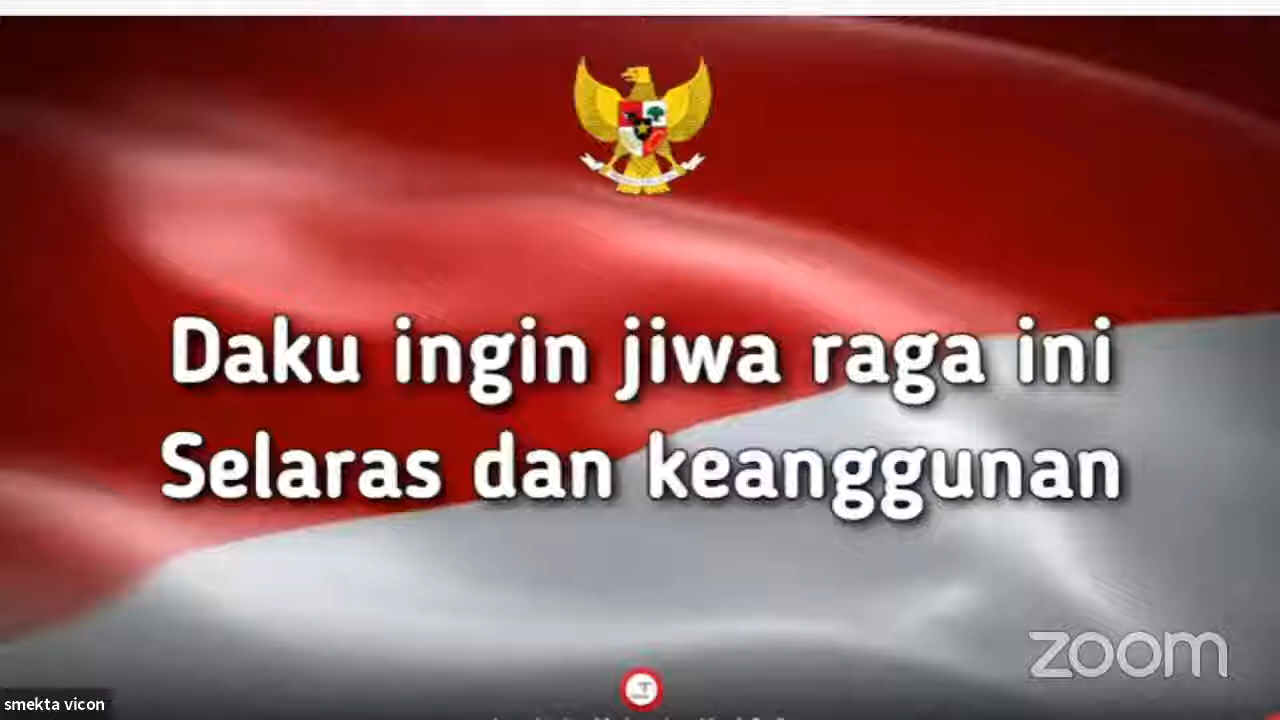 Daku ingin jiwa raga ini
Selaras dan keanggunan
zoom
smekta vicon